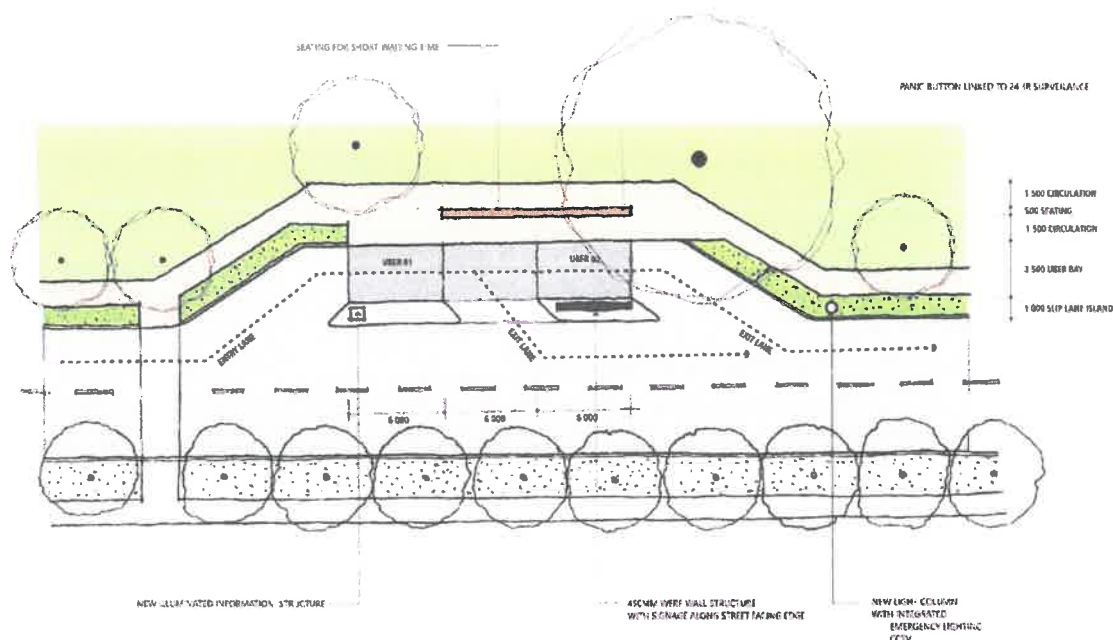 SEATING FOR SHORT WAITING TIME
PANIC BUTTON LINKED TO 24 HR SURVEILANCE
1 500 CIRCULATION
500 SEATING
1 500 CIRCULATION
UBER 01
UBER 02
2 500 UBER BAY
1 000 SLIP LANE ISLAND
ENTRY LANE
EXIT LANE
EXIT LANE
6 000
6 000
6 000
NEW ILLUMINATED INFORMATION STRUCTURE
450MM WERF WALL STRUCTURE
WITH SIGNAGE ALONG STREET FACING EDGE
NEW LIGHT COLUMN
WITH INTEGRATED
EMERGENCY LIGHTING
CCTV